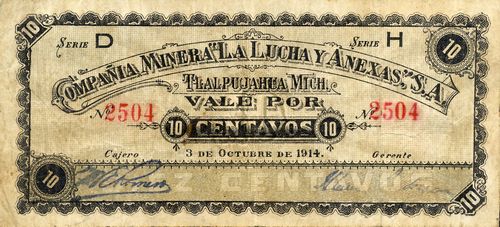 10
SERIE D SERIE H
10 10
COMPAÑIA MINERA "LA LUCHA Y ANEXAS," S.A.
TLALPUJAHUA MICH.
VALE POR
Nº 2504 Nº 2504
10 CENTAVOS 10
Cajero 3 DE OCTUBRE DE 1914. Gerente
10
10